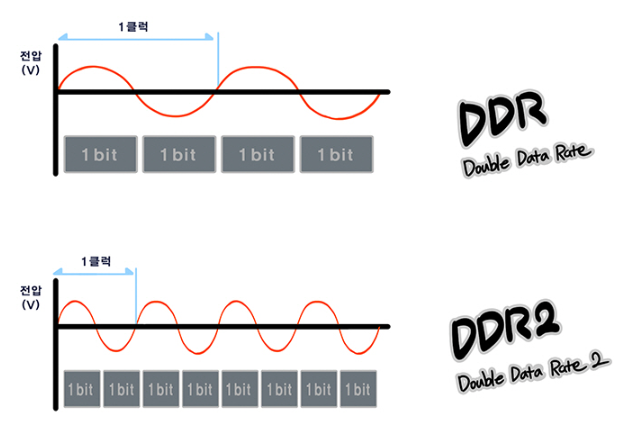 1클럭
전압
(V)
1 bit 1 bit 1 bit 1 bit
DDR
Double Data Rate
1클럭
전압
(V)
1 bit 1 bit 1 bit 1 bit 1 bit 1 bit 1 bit 1 bit
DDR2
Double Data Rate 2